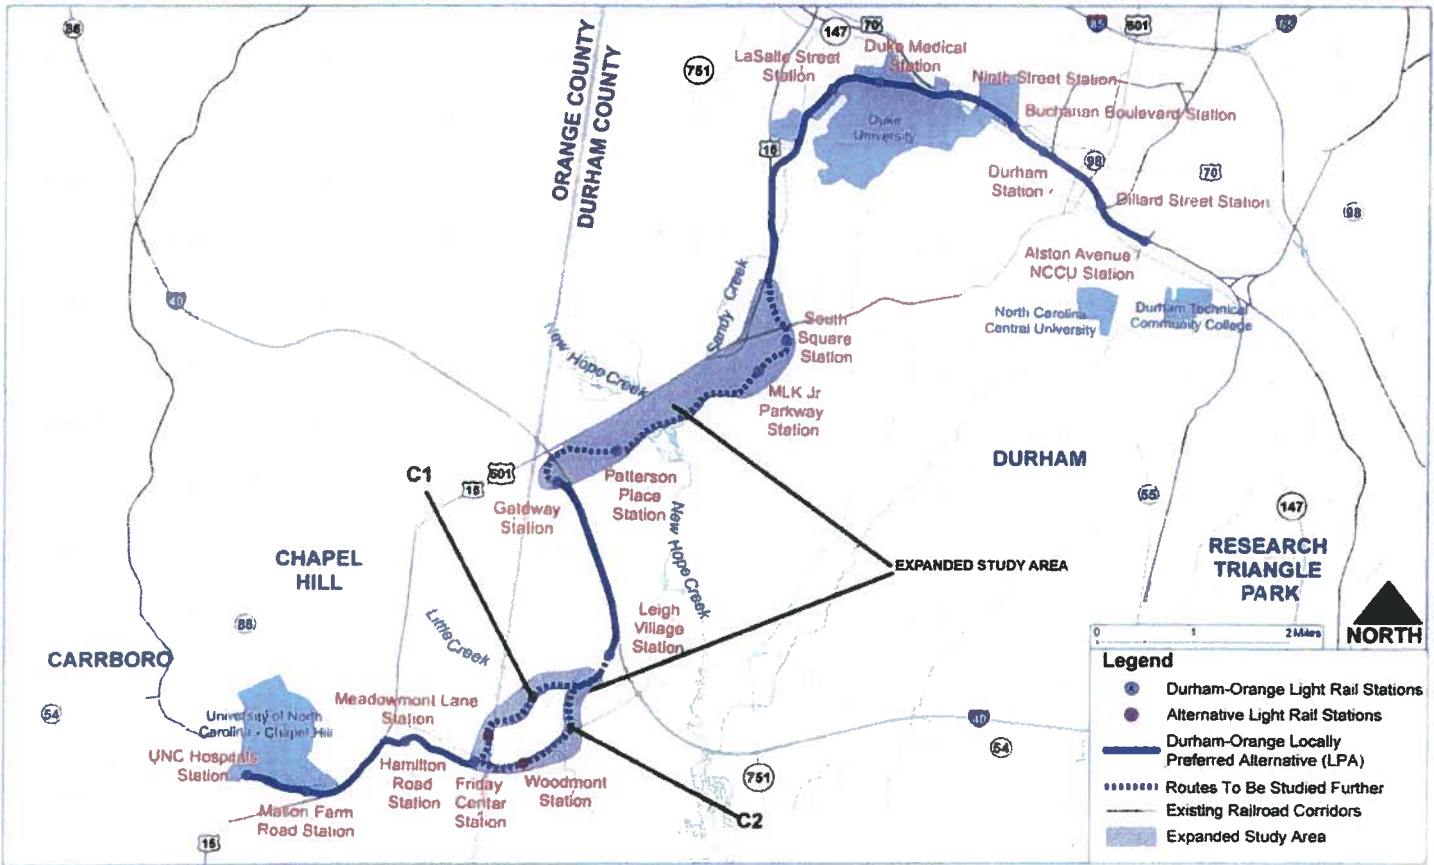 86
ORANGE COUNTY
DURHAM COUNTY
751
147
70
85
501
85
LaSalle Street
Station
Duke Medical
Station
Ninth Street Station
Buchanan Boulevard Station
Duke
University
15
98
70
98
Durham
Station
Dillard Street Station
Alston Avenue
NCCU Station
North Carolina
Central University
Durham Technical
Community College
40
Sandy Creek
New Hope Creek
South
Square
Station
MLK Jr
Parkway
Station
C1
15
501
Gateway
Station
Patterson
Place
Station
New Hope Creek
DURHAM
55
147
RESEARCH
TRIANGLE
PARK
CHAPEL
HILL
EXPANDED STUDY AREA
86
Little Creek
Leigh
Village
Station
CARRBORO
54
University of North
Carolina - Chapel Hill
UNC Hospitals
Station
Meadowmont Lane
Station
Mason Farm
Road Station
Hamilton
Road
Station
Friday
Center
Station
Woodmont
Station
C2
15
751
40
54
0 1 2 Miles
NORTH
Legend
Durham-Orange Light Rail Stations
Alternative Light Rail Stations
Durham-Orange Locally
Preferred Alternative (LPA)
Routes To Be Studied Further
Existing Railroad Corridors
Expanded Study Area